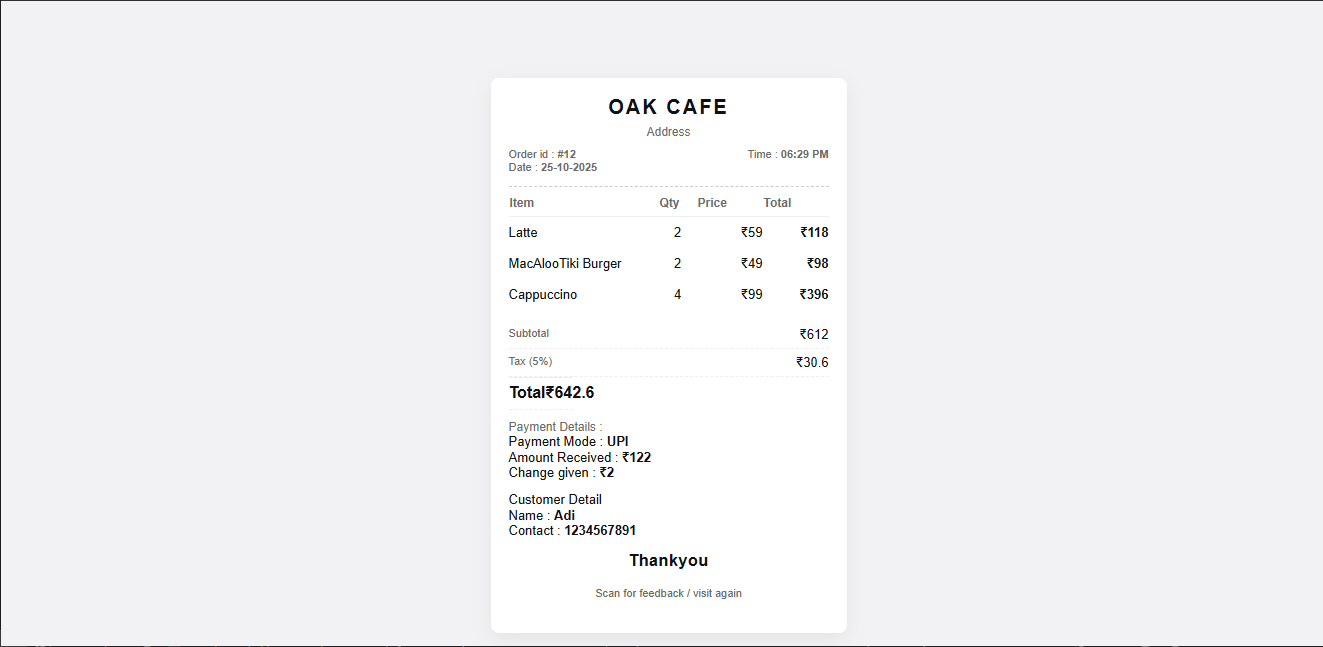 OAK CAFE
Address
Order id : #12 Time : 06:29 PM
Date : 25-10-2025
Item Qty Price Total
Latte 2 ₹59 ₹118
MacAlooTiki Burger 2 ₹49 ₹98
Cappuccino 4 ₹99 ₹396
Subtotal ₹612
Tax (5%) ₹30.6
Total₹642.6
Payment Details :
Payment Mode : UPI
Amount Received : ₹122
Change given : ₹2
Customer Detail
Name : Adi
Contact : 1234567891
Thankyou
Scan for feedback / visit again